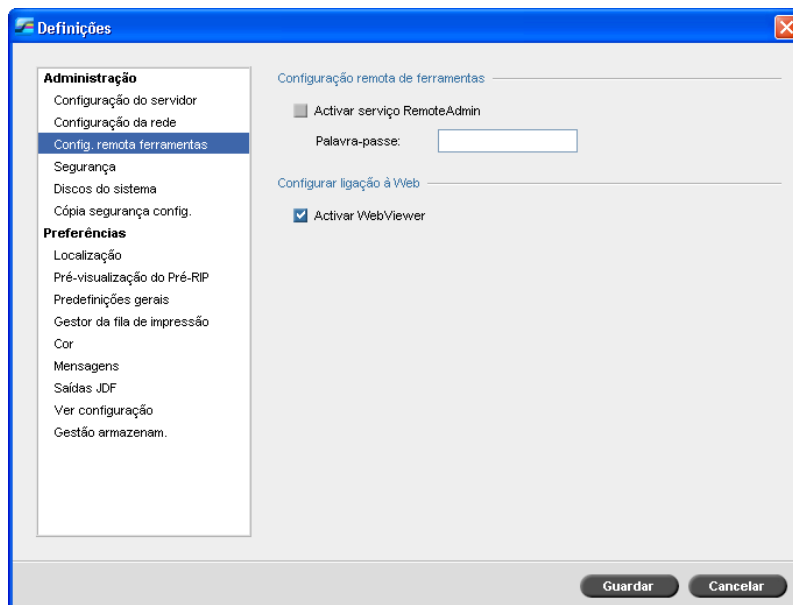 Definições
Administração
Configuração do servidor
Configuração da rede
Config. remota ferramentas
Segurança
Discos do sistema
Cópia segurança config.
Preferências
Localização
Pré-visualização do Pré-RIP
Predefinições gerais
Gestor da fila de impressão
Cor
Mensagens
Saídas JDF
Ver configuração
Gestão armazenam.
Configuração remota de ferramentas
Activar serviço RemoteAdmin
Palavra-passe:
Configurar ligação à Web
Activar WebViewer
Guardar
Cancelar